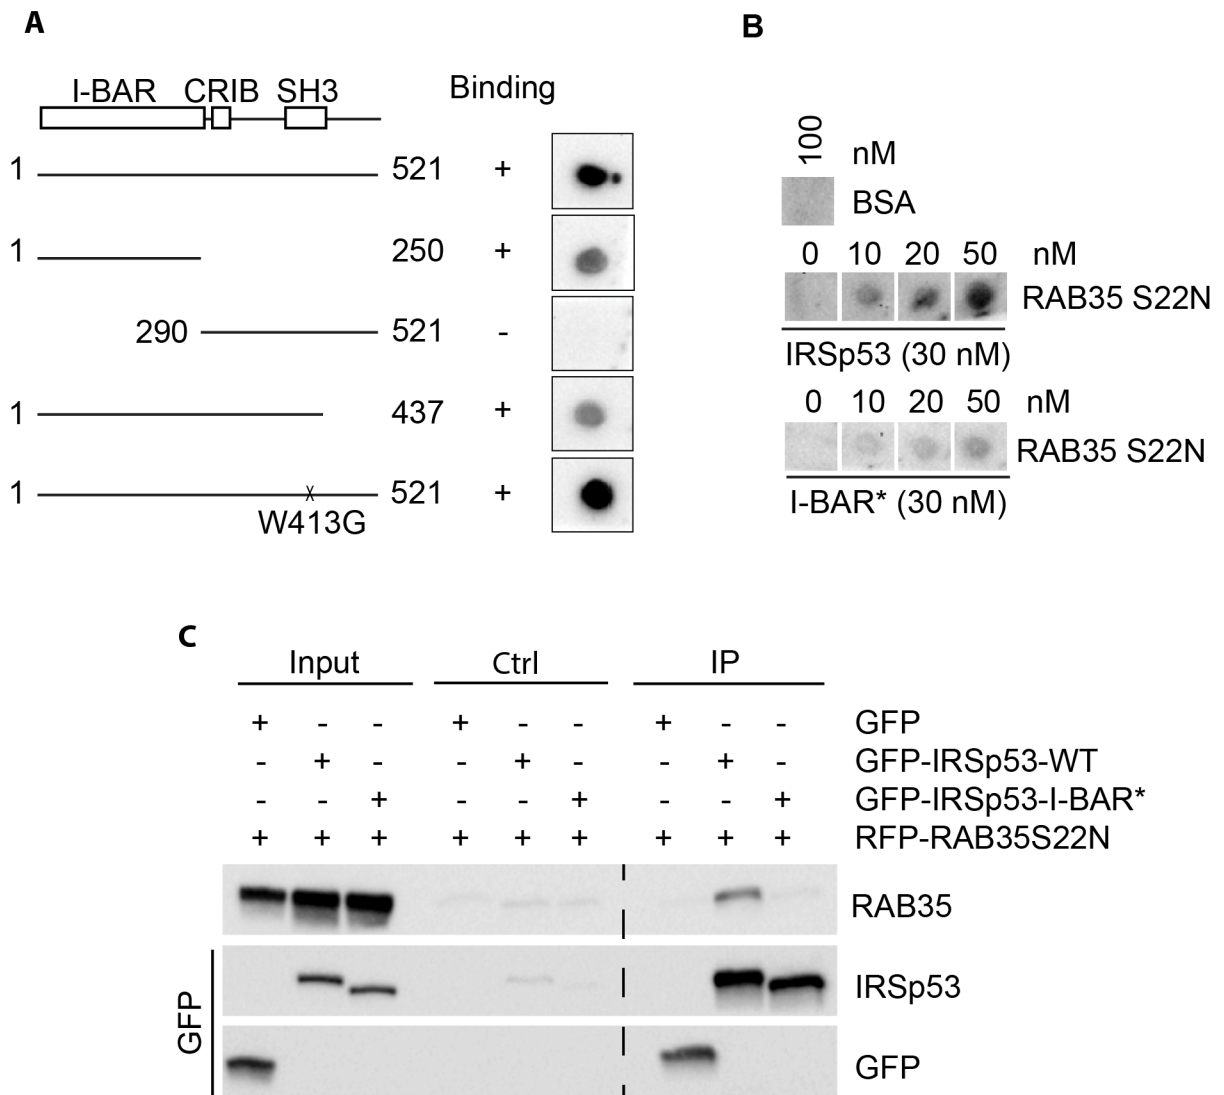 A
I-BAR CRIB SH3 Binding
1 521 +
1 250 +
290 521 -
1 437 +
1 x 521 +
W413G
B
100 nM
BSA
0 10 20 50 nM
RAB35 S22N
IRSp53 (30 nM)
0 10 20 50 nM
RAB35 S22N
I-BAR* (30 nM)
C
Input Ctrl IP
+ - - + - - + - - GFP
- + - - + - - + - GFP-IRSp53-WT
- - + - - + - - + GFP-IRSp53-I-BAR*
+ + + + + + + + + RFP-RAB35S22N
RAB35
IRSp53
GFP
GFP